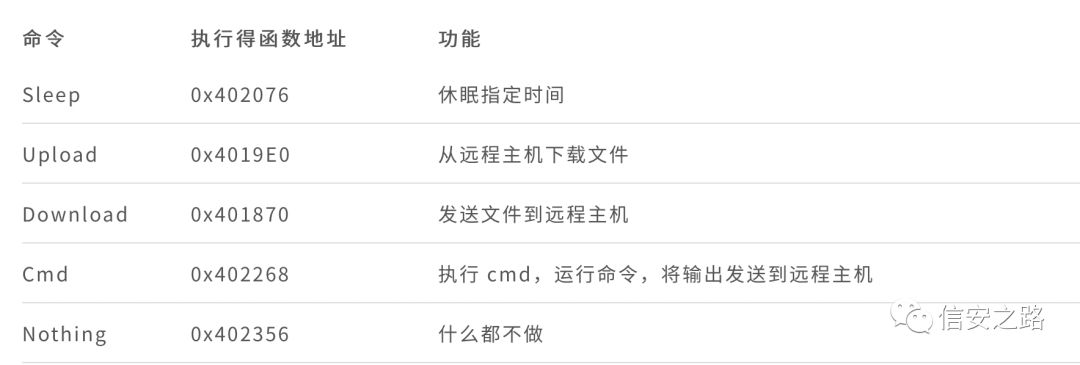 命令 执行得函数地址 功能
Sleep 0x402076 休眠指定时间
Upload 0x4019E0 从远程主机下载文件
Download 0x401870 发送文件到远程主机
Cmd 0x402268 执行 cmd，运行命令，将输出发送到远程主机
Nothing 0x402356 什么都不做
信安之路